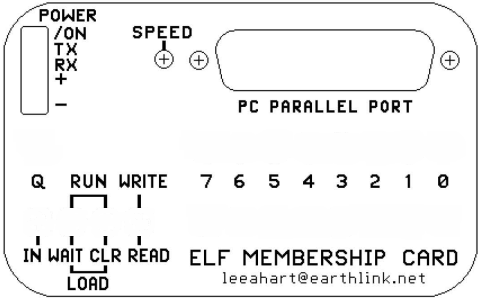 POWER
/ON
TX
RX
+
−
SPEED
PC PARALLEL PORT
Q RUN WRITE 7 6 5 4 3 2 1 0
IN WAIT CLR READ
LOAD
ELF MEMBERSHIP CARD
leeahart@earthlink.net